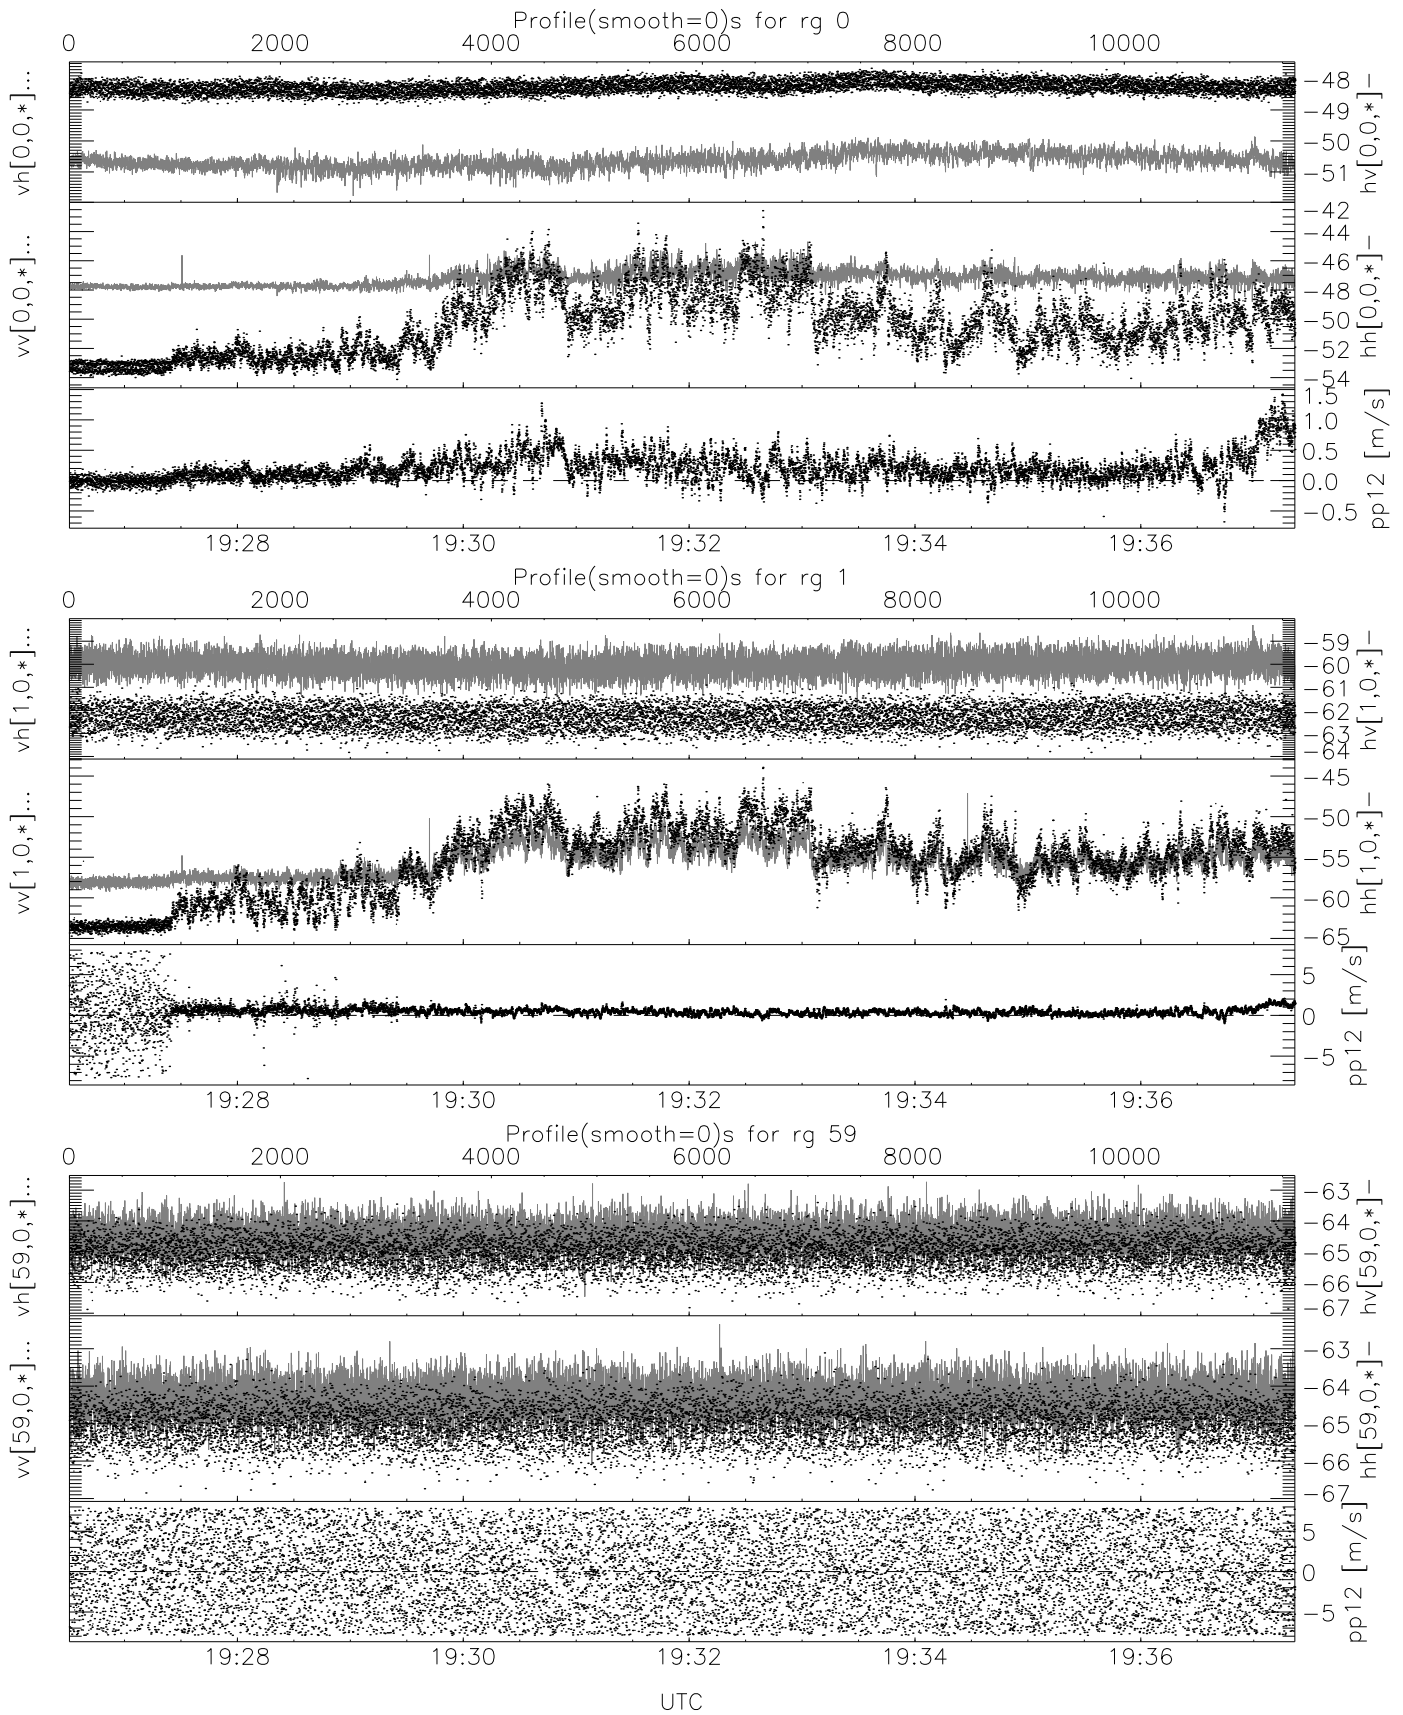 Profile(smooth=0)s for rg 0
0 2000 4000 6000 8000 10000
vh[0,0,*]...
-48
-49
-50
-51
hv[0,0,*]-
vv[0,0,*]...
-42
-44
-46
-48
-50
-52
-54
hh[0,0,*]-
1.5
1.0
0.5
0.0
-0.5
pp12 [m/s]
19:28 19:30 19:32 19:34 19:36
Profile(smooth=0)s for rg 1
0 2000 4000 6000 8000 10000
vh[1,0,*]...
-59
-60
-61
-62
-63
-64
hv[1,0,*]-
vv[1,0,*]...
-45
-50
-55
-60
-65
hh[1,0,*]-
5
0
-5
pp12 [m/s]
19:28 19:30 19:32 19:34 19:36
Profile(smooth=0)s for rg 59
0 2000 4000 6000 8000 10000
vh[59,0,*]...
-63
-64
-65
-66
-67
hv[59,0,*]-
vv[59,0,*]...
-63
-64
-65
-66
-67
hh[59,0,*]-
5
0
-5
pp12 [m/s]
19:28 19:30 19:32 19:34 19:36
UTC